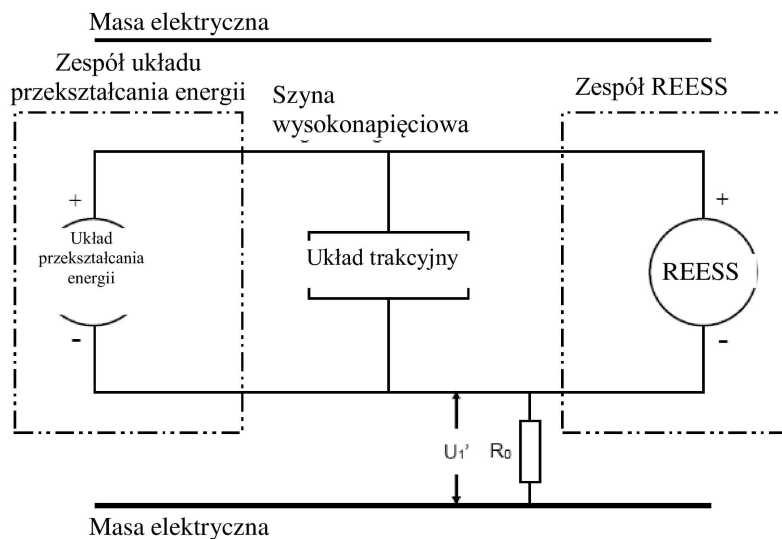 Masa elektryczna
Zespół układu
przekształcania energii
Szyna
wysokonapięciowa
Zespół REESS
+
Układ
przekształcania
energii
-
Układ trakcyjny
+
REESS
-
U₁’
R₀
Masa elektryczna